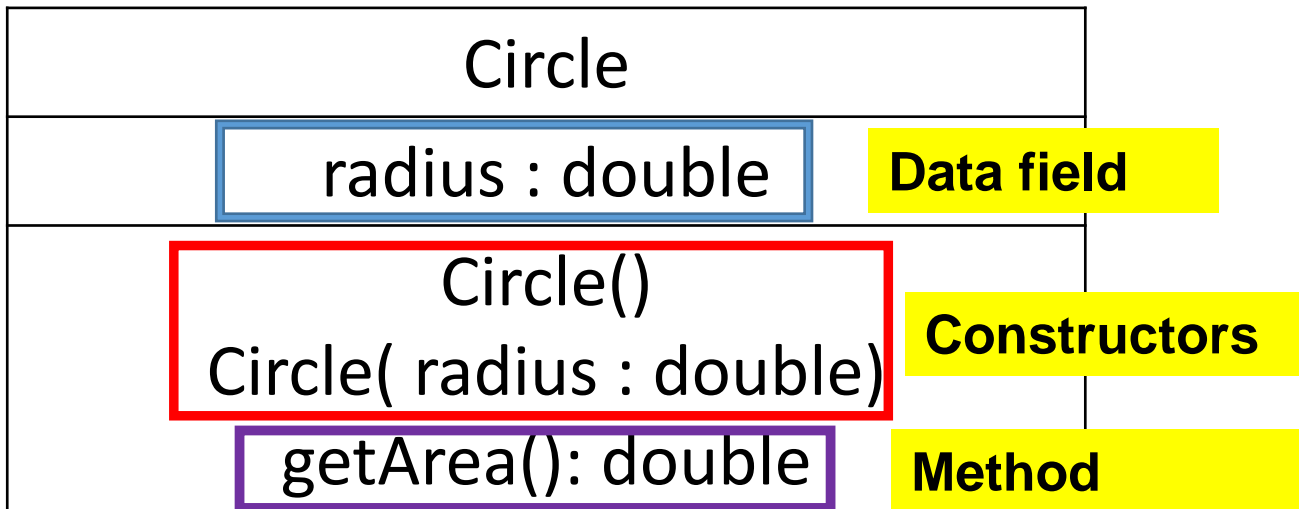 Circle
radius : double
Data field
Circle()
Circle( radius : double)
Constructors
getArea(): double
Method